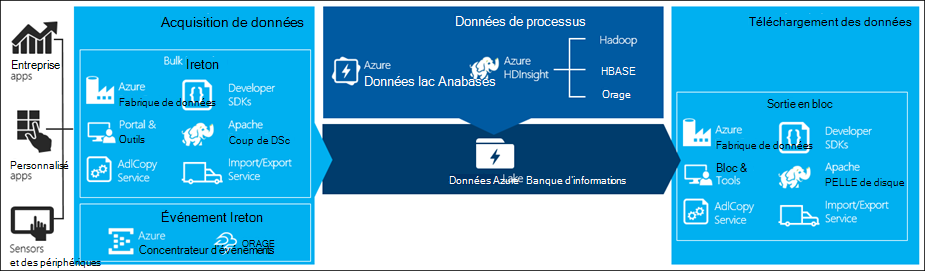 Entreprise
apps
Personnalisé
apps
Sensors
et des périphériques
Acquisition de données
Bulk Ireton
Azure
Fabrique de données
Developer
SDKs
Portal &
Outils
Apache
Coup de DSc
AdlCopy
Service
Import/Export
Service
Événement Ireton
Azure
Concentrateur d'événements
ORAGE
Données de processus
Azure
Données lac Anabases
Azure
HDInsight
Hadoop
HBASE
Orage
Lake
Données Azure Banque d'informations
Téléchargement des données
Sortie en bloc
Azure
Fabrique de données
Developer
SDKs
Bloc &
Tools
Apache
PELLE de disque
AdlCopy
Service
Import/Export
Service